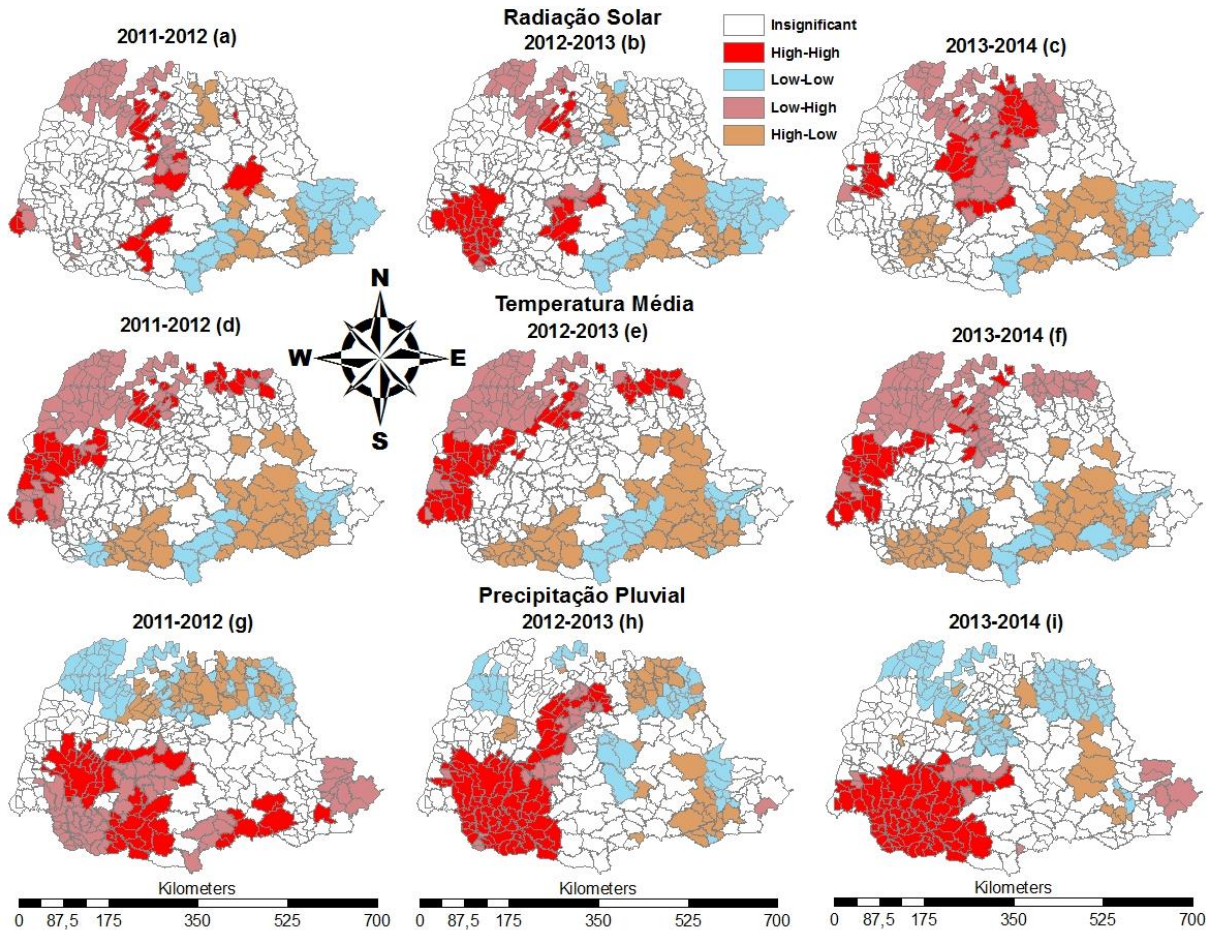 Radiação Solar
2011-2012 (a)
2012-2013 (b)
2013-2014 (c)
Insignificant
High-High
Low-Low
Low-High
High-Low
N
W
E
S
Temperatura Média
2011-2012 (d)
2012-2013 (e)
2013-2014 (f)
Precipitação Pluvial
2011-2012 (g)
2012-2013 (h)
2013-2014 (i)
Kilometers
0 87,5 175 350 525 700
Kilometers
0 87,5 175 350 525 700
Kilometers
0 87,5 175 350 525 700